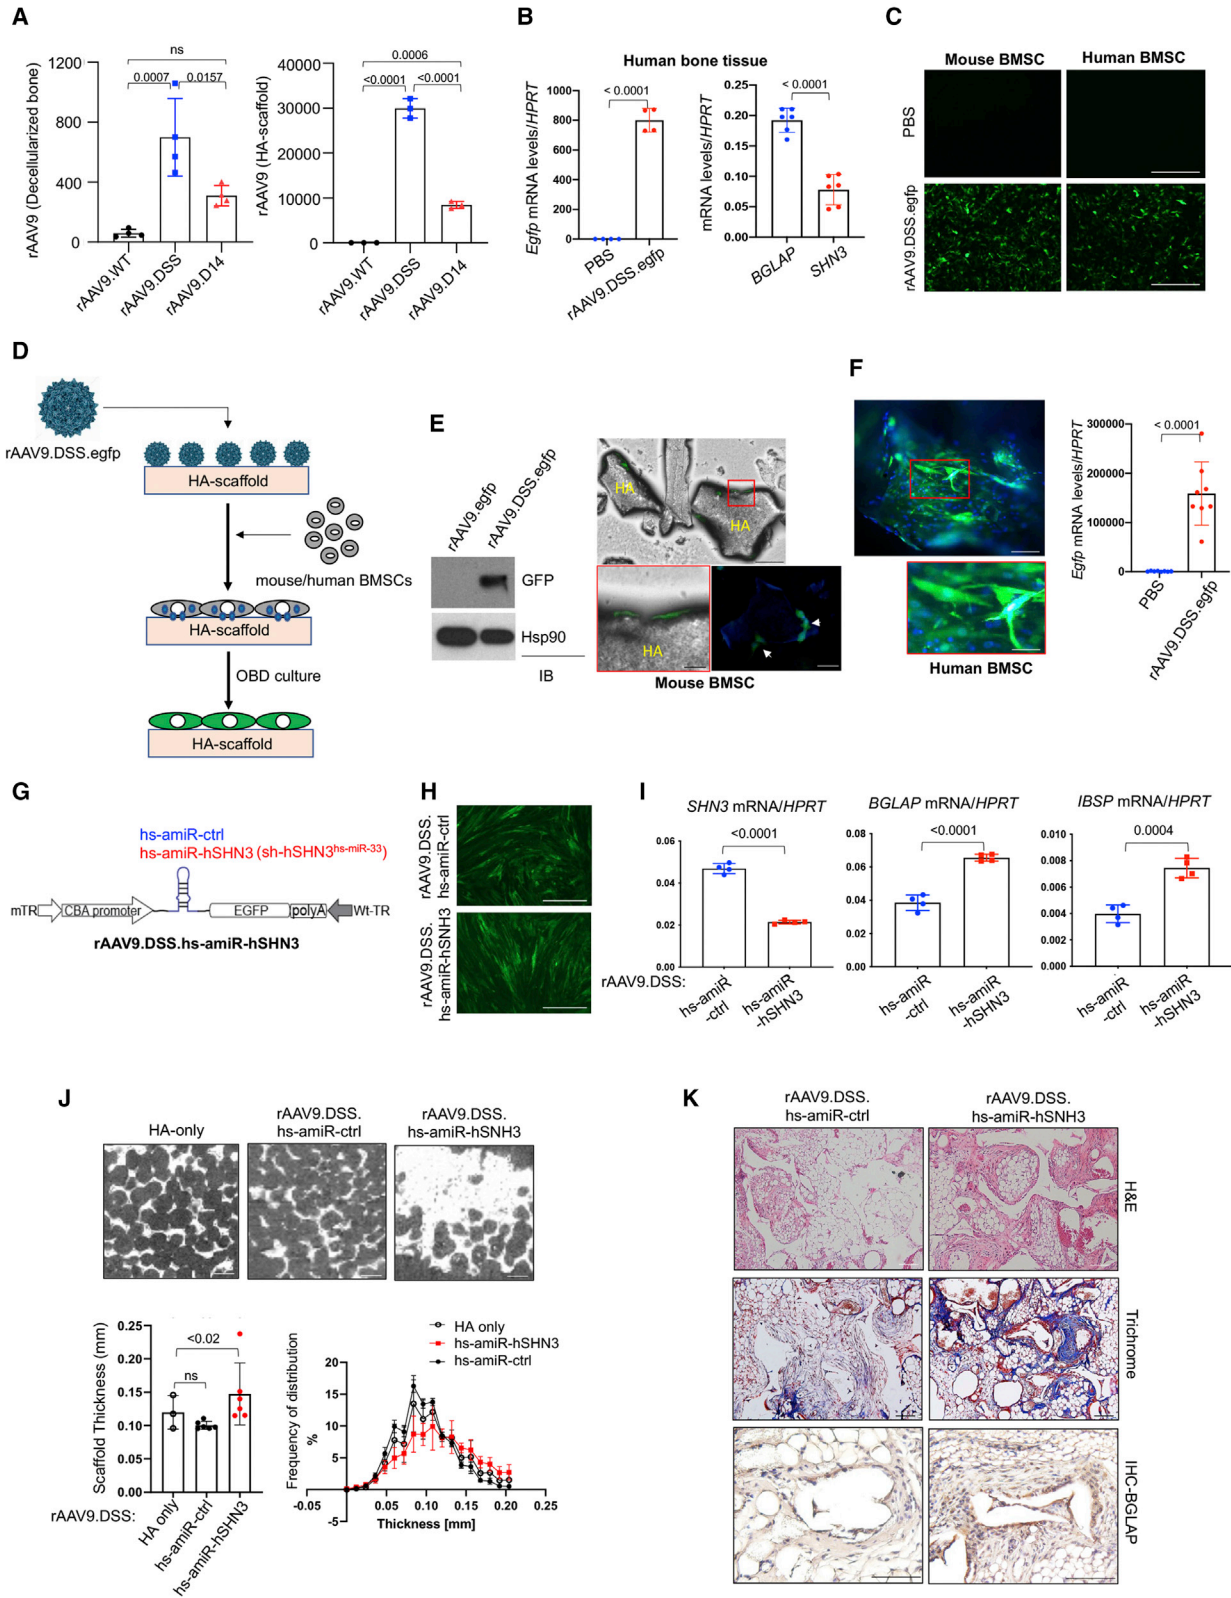 A
ns
0.0007
0.0157
1200
800
400
0
rAAV9 (Decellularized bone)
rAAV9.WT
rAAV9.DSS
rAAV9.D14
0.0006
<0.0001
<0.0001
40000
30000
20000
10000
0
rAAV9 (HA-scaffold)
rAAV9.WT
rAAV9.DSS
rAAV9.D14
B
Human bone tissue
< 0.0001
1000
800
600
400
200
0
Egfp mRNA levels/HPRT
PBS
rAAV9.DSS.egfp
< 0.0001
0.25
0.20
0.15
0.10
0.05
0.00
mRNA levels/HPRT
BGLAP
SHN3
C
Mouse BMSC
Human BMSC
PBS
rAAV9.DSS.egfp
D
rAAV9.DSS.egfp
HA-scaffold
mouse/human BMSCs
HA-scaffold
OBD culture
HA-scaffold
E
rAAV9.egfp
rAAV9.DSS.egfp
GFP
Hsp90
IB
HA
HA
HA
Mouse BMSC
F
Human BMSC
< 0.0001
300000
200000
100000
0
Egfp mRNA levels/HPRT
PBS
rAAV9.DSS.egfp
G
hs-amiR-ctrl
hs-amiR-hSHN3 (sh-hSHN3hs-miR-33)
mTR
CBA promoter
EGFP
polyA
Wt-TR
rAAV9.DSS.hs-amiR-hSHN3
H
rAAV9.DSS.
hs-amiR-ctrl
rAAV9.DSS.
hs-amiR-hSNH3
I
SHN3 mRNA/HPRT
<0.0001
0.06
0.04
0.02
0.00
BGLAP mRNA/HPRT
<0.0001
0.08
0.06
0.04
0.02
0.00
IBSP mRNA/HPRT
0.0004
0.010
0.008
0.006
0.004
0.002
0.000
rAAV9.DSS:
hs-amiR
-ctrl
hs-amiR
-hSHN3
hs-amiR
-ctrl
hs-amiR
-hSHN3
hs-amiR
-ctrl
hs-amiR
-hSHN3
J
HA-only
rAAV9.DSS.
hs-amiR-ctrl
rAAV9.DSS.
hs-amiR-hSNH3
0.25
0.20
0.15
0.10
0.05
0.00
Scaffold Thickness (mm)
<0.02
ns
rAAV9.DSS:
HA only
hs-amiR-ctrl
hs-amiR-hSHN3
HA only
hs-amiR-hSHN3
hs-amiR-ctrl
Frequency of distribution
%
20
15
10
5
0
-5
-0.05
0.05
0.10
0.15
0.20
0.25
Thickness [mm]
K
rAAV9.DSS.
hs-amiR-ctrl
rAAV9.DSS.
hs-amiR-hSNH3
H&E
Trichrome
IHC-BGLAP